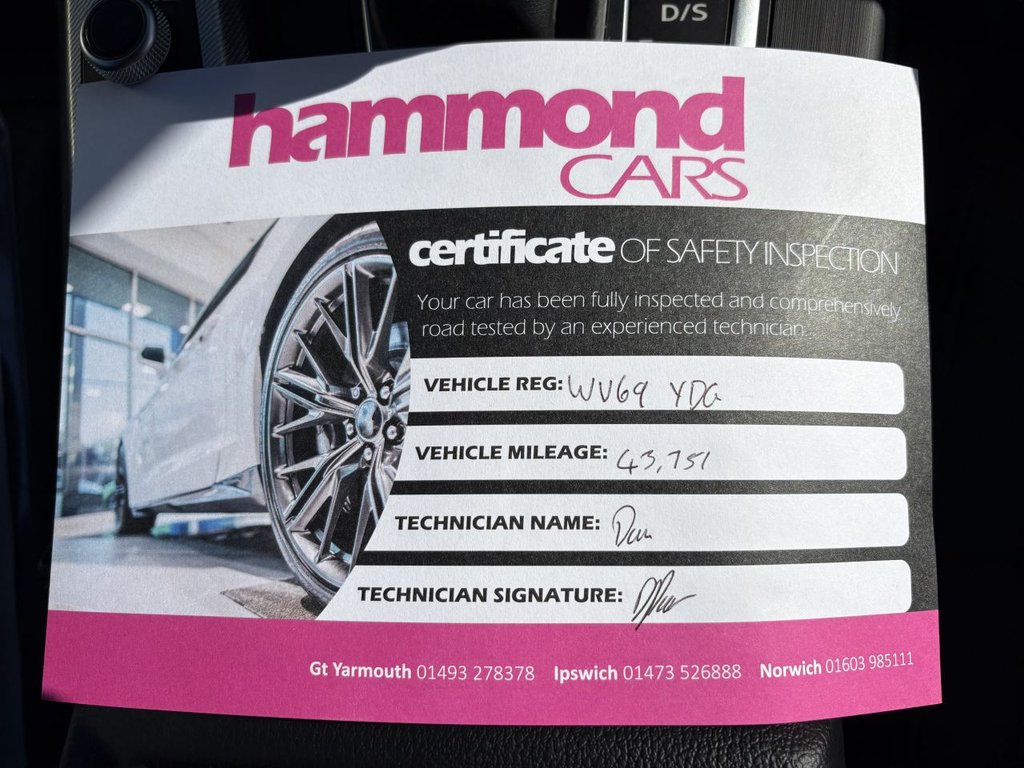 D/S
hammond
CARS
certificate OF SAFETY INSPECTION
Your car has been fully inspected and comprehensively
road tested by an experienced technician.
VEHICLE REG: WV69 YDG
VEHICLE MILEAGE: 43,751
TECHNICIAN NAME: Dan
TECHNICIAN SIGNATURE:
Gt Yarmouth 01493 278378 Ipswich 01473 526888 Norwich 01603 985111